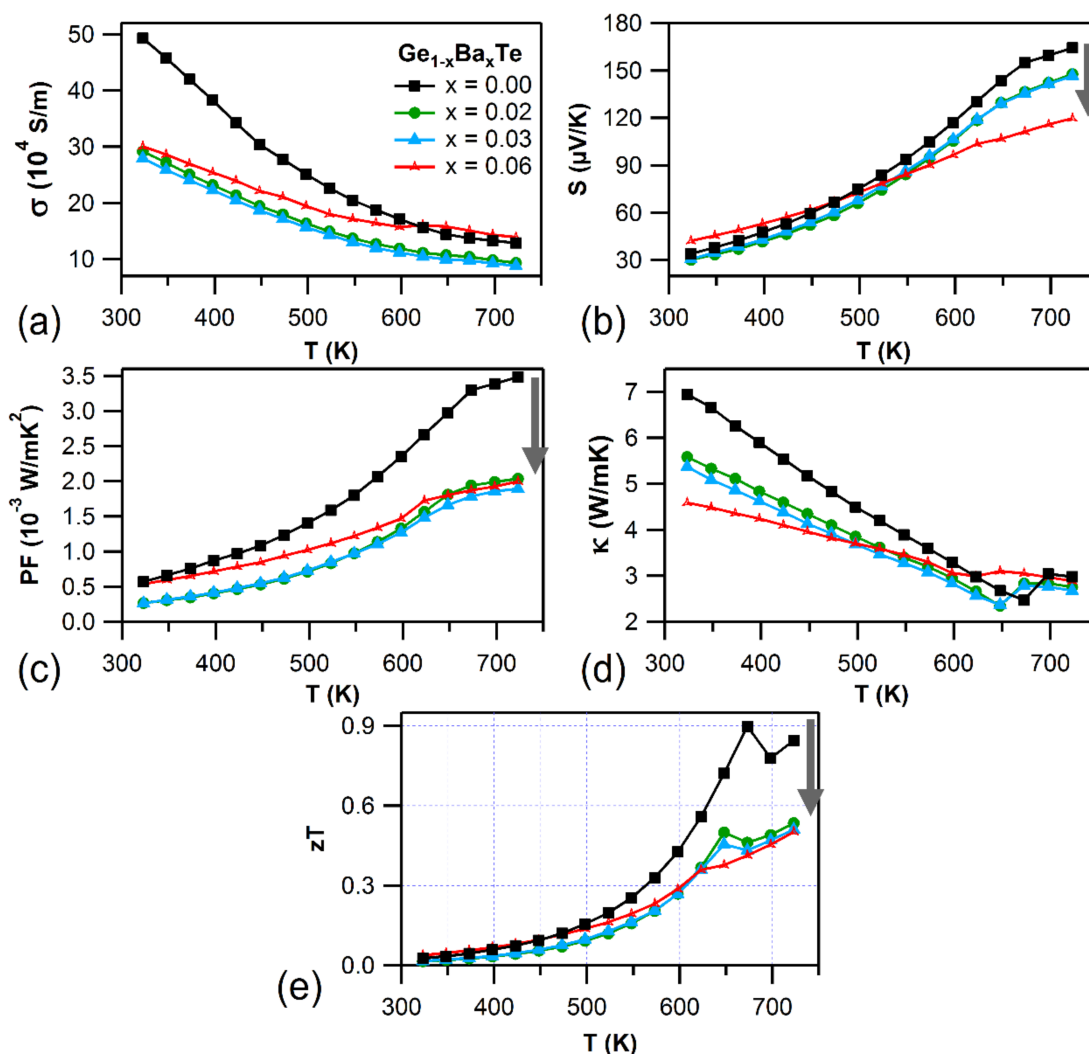 50
40
30
20
10
σ (10⁴ S/m)
Ge₁₋ₓBaₓTe
x = 0.00
x = 0.02
x = 0.03
x = 0.06
300 400 500 600 700
T (K)
(a)
180
150
120
90
60
30
S (µV/K)
300 400 500 600 700
T (K)
(b)
3.5
3.0
2.5
2.0
1.5
1.0
0.5
0.0
PF (10⁻³ W/mK²)
300 400 500 600 700
T (K)
(c)
7
6
5
4
3
2
κ (W/mK)
300 400 500 600 700
T (K)
(d)
0.9
0.6
0.3
0.0
zT
300 400 500 600 700
T (K)
(e)